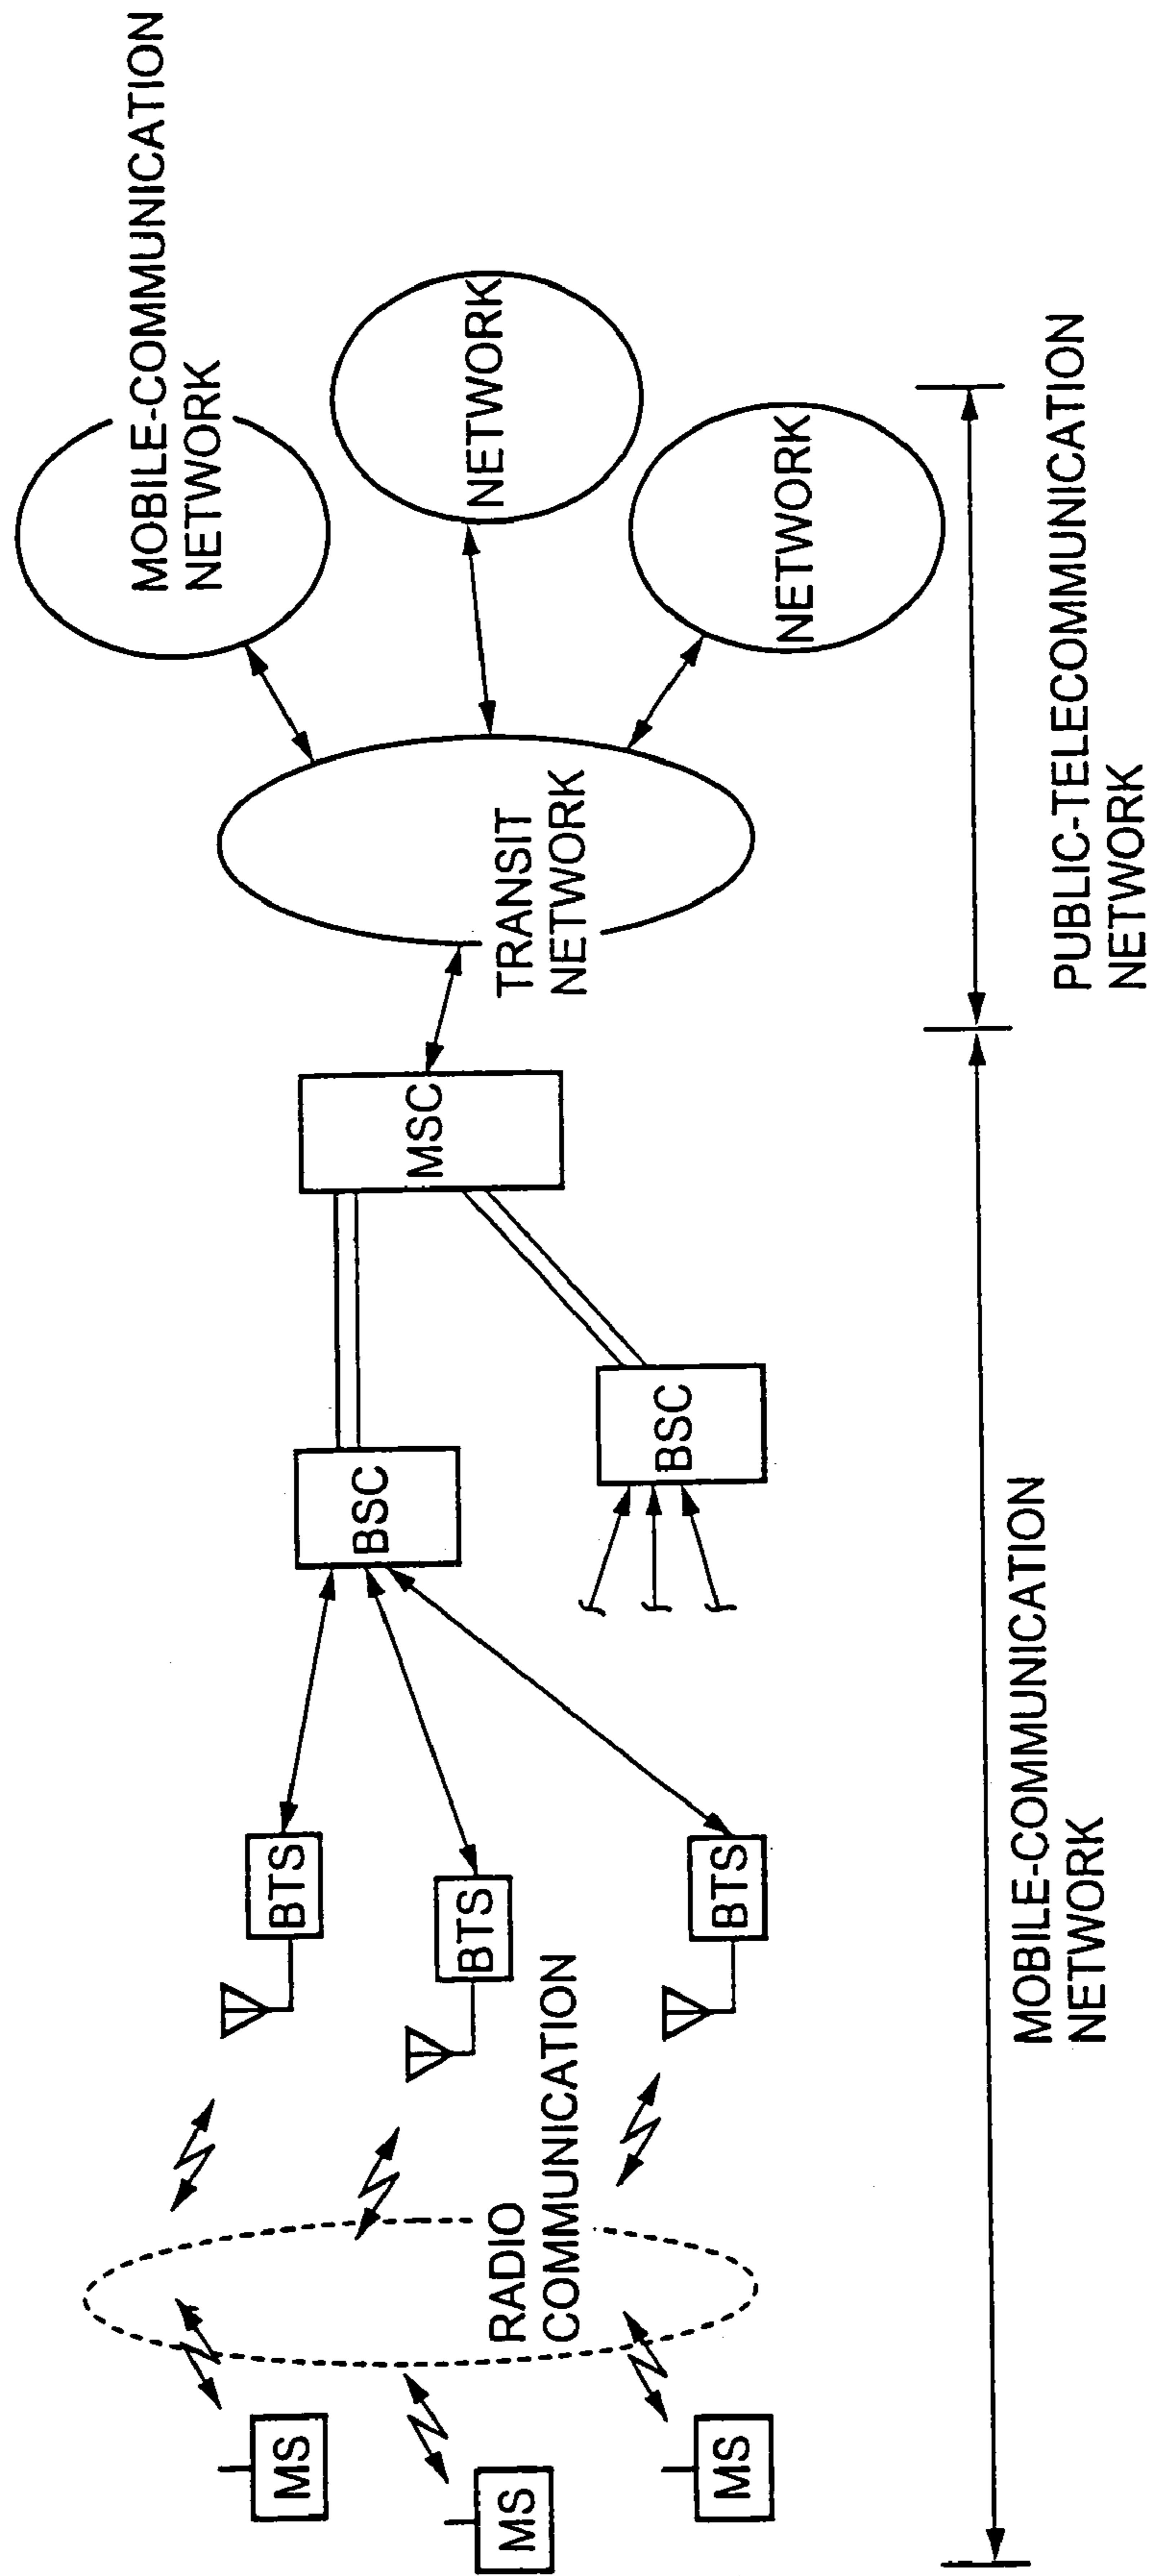 MS
MS
MS
RADIO
COMMUNICATION
BTS
BTS
BTS
BSC
BSC
MSC
TRANSIT
NETWORK
MOBILE-COMMUNICATION
NETWORK
NETWORK
NETWORK
MOBILE-COMMUNICATION
NETWORK
PUBLIC-TELECOMMUNICATION
NETWORK